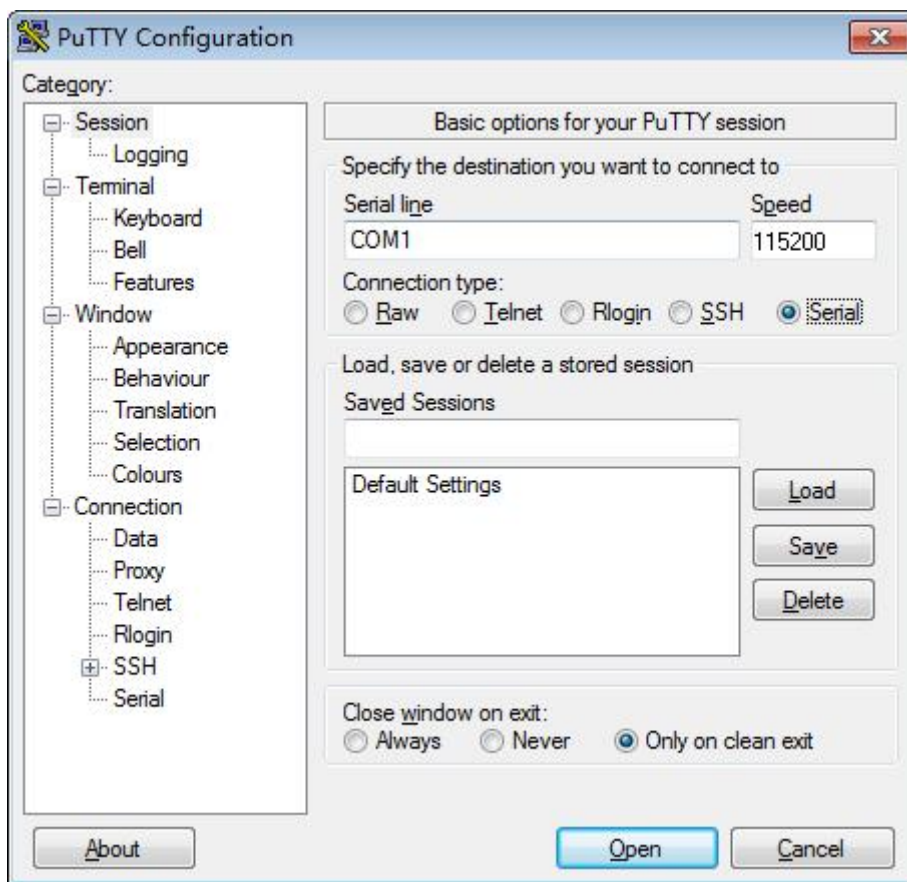 PuTTY Configuration
Category:
Session
Logging
Terminal
Keyboard
Bell
Features
Window
Appearance
Behaviour
Translation
Selection
Colours
Connection
Data
Proxy
Telnet
Rlogin
SSH
Serial
Basic options for your PuTTY session
Specify the destination you want to connect to
Serial line Speed
COM1 115200
Connection type:
Raw Telnet Rlogin SSH Serial
Load, save or delete a stored session
Saved Sessions
Default Settings
Load
Save
Delete
Close window on exit:
Always Never Only on clean exit
About Open Cancel